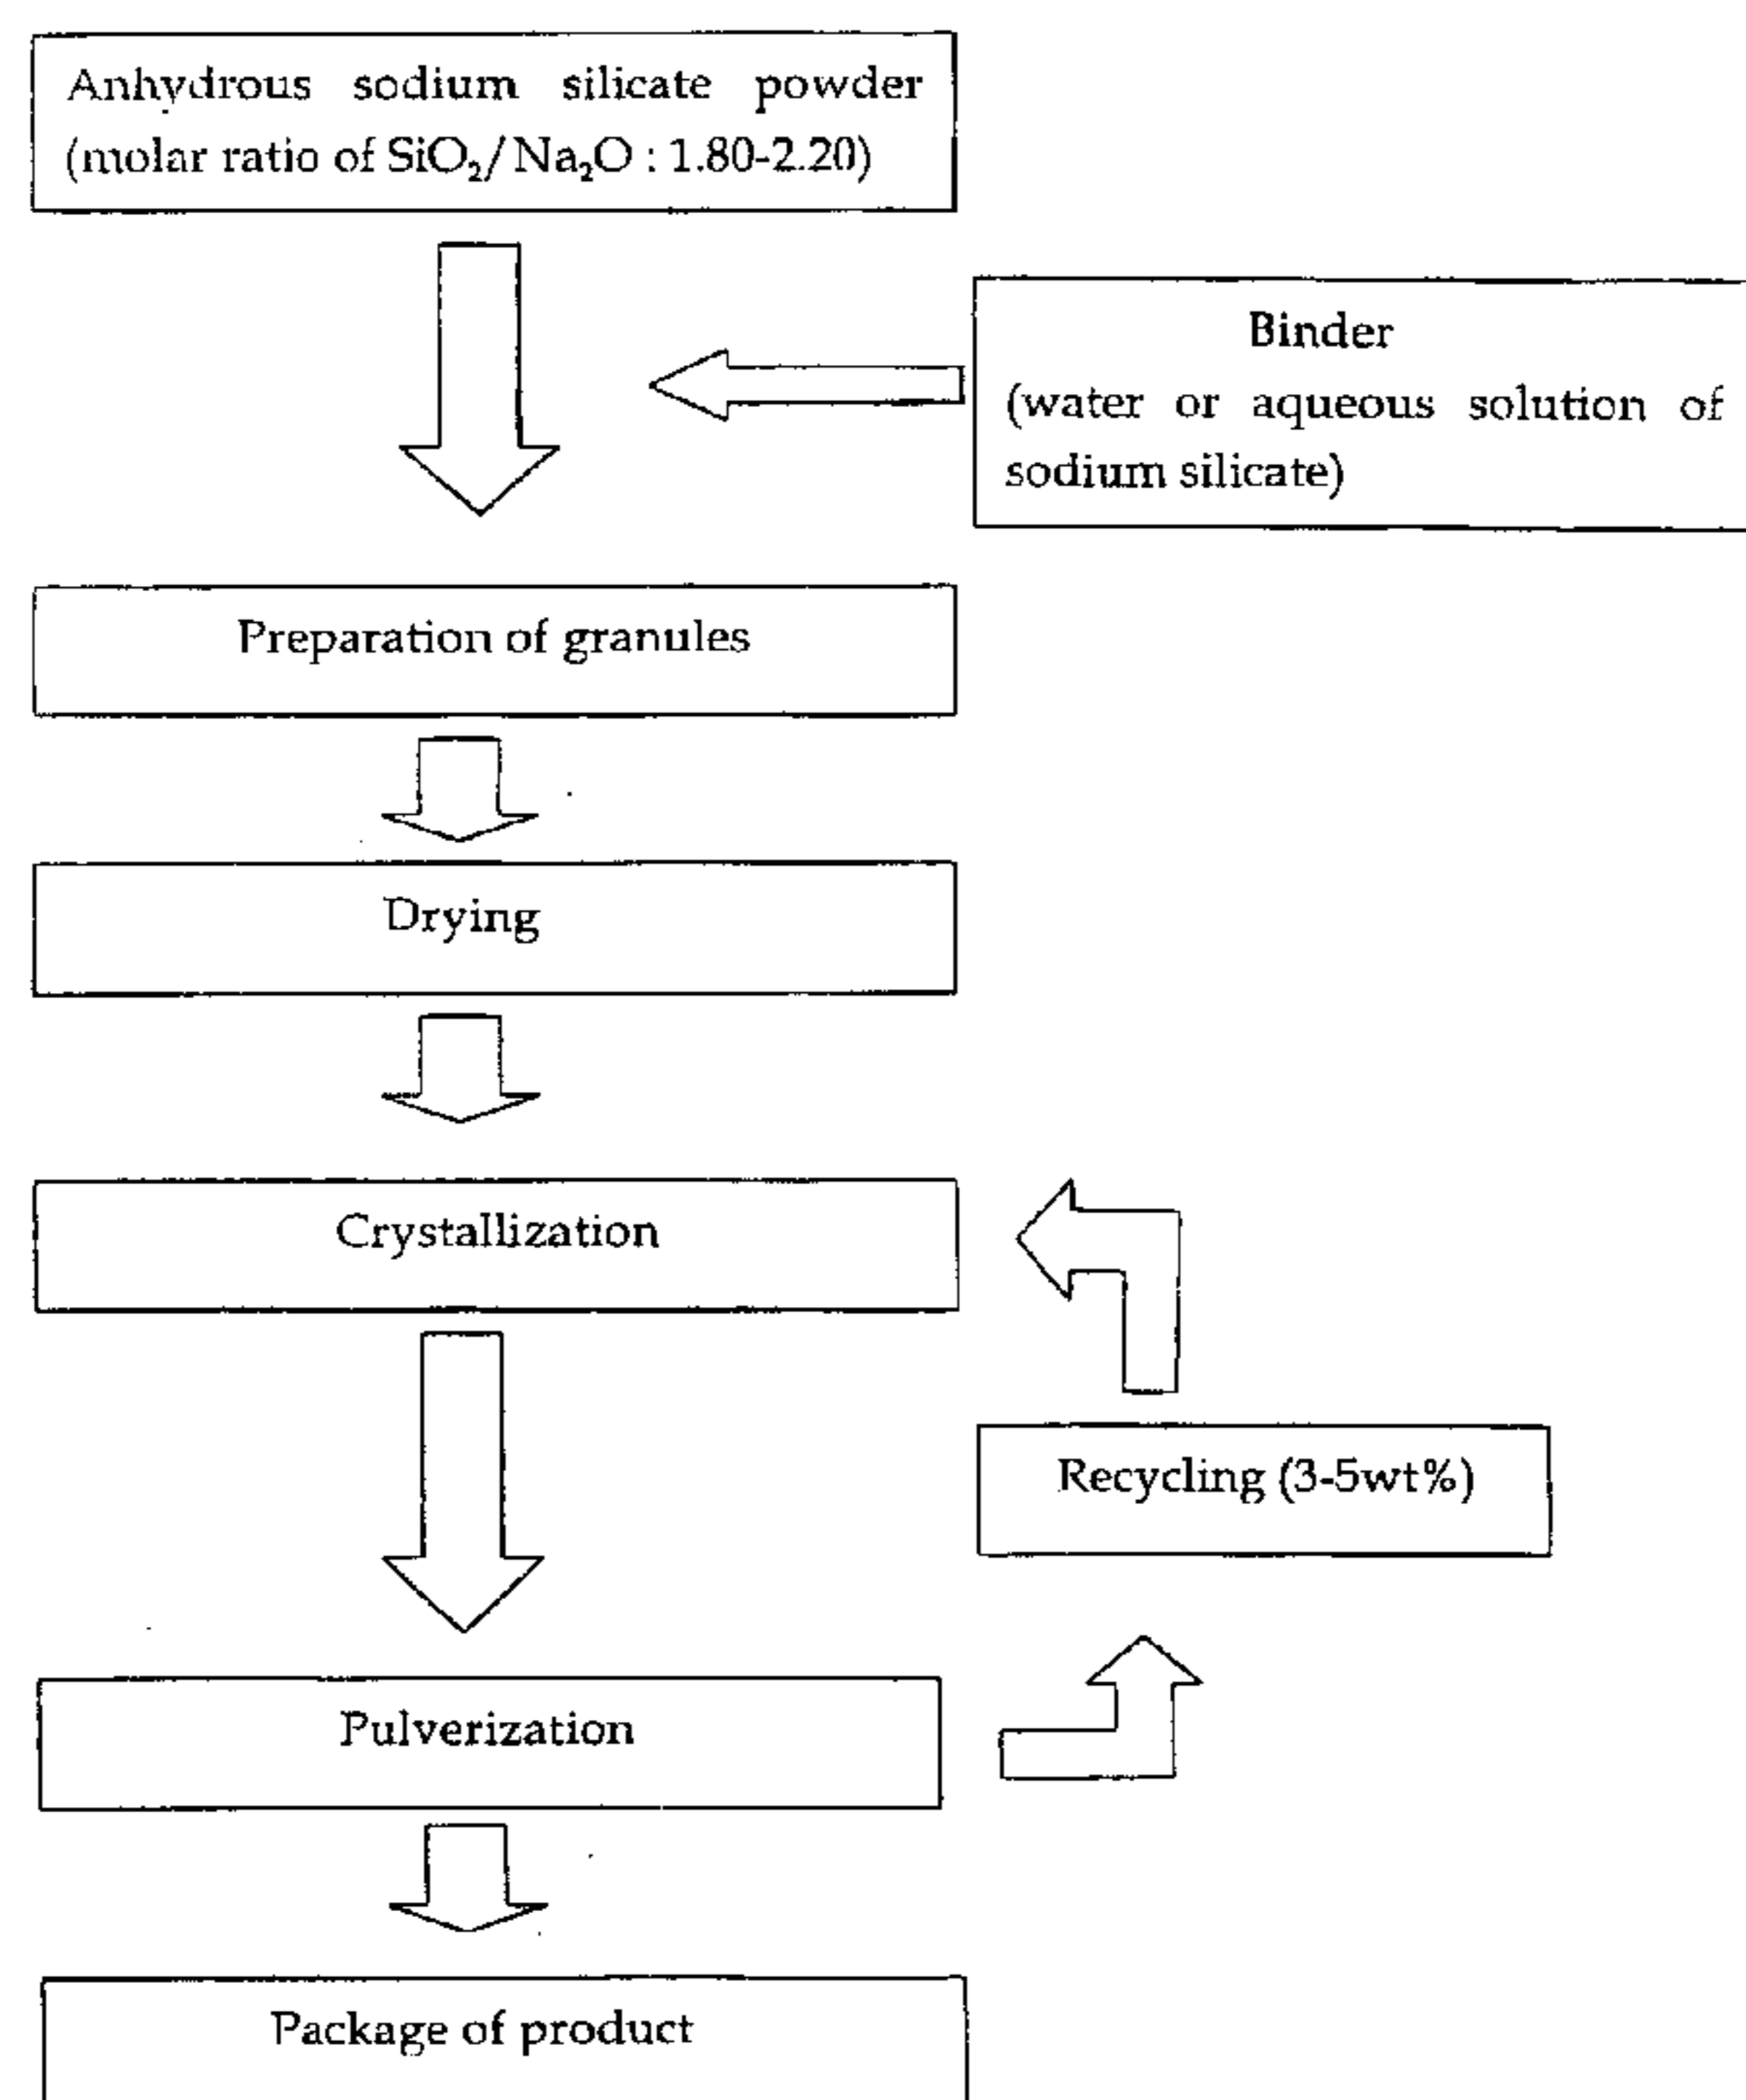 Anhydrous sodium silicate powder
(molar ratio of SiO₂/Na₂O : 1.80-2.20)
Binder
(water or aqueous solution of
sodium silicate)
Preparation of granules
Drying
Crystallization
Recycling (3-5wt%)
Pulverization
Package of product